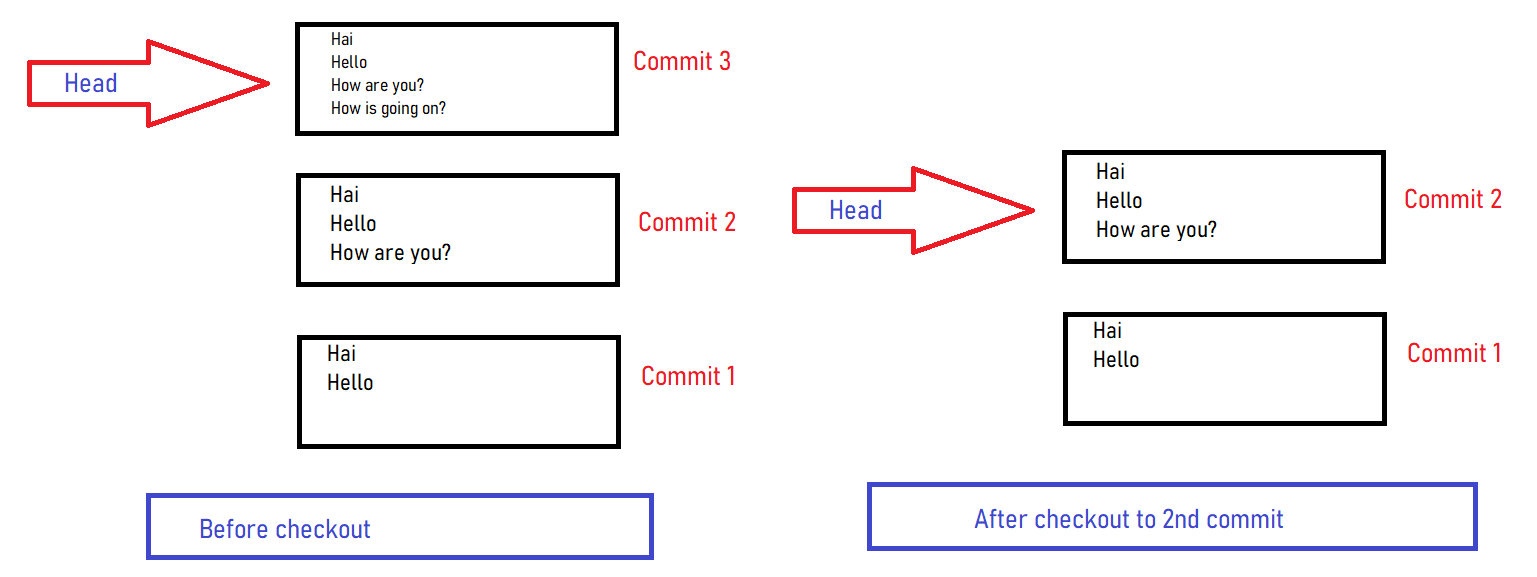 Head
Hai
Hello
How are you?
How is going on?
Commit 3
Hai
Hello
How are you?
Commit 2
Hai
Hello
Commit 1
Before checkout
Head
Hai
Hello
How are you?
Commit 2
Hai
Hello
Commit 1
After checkout to 2nd commit